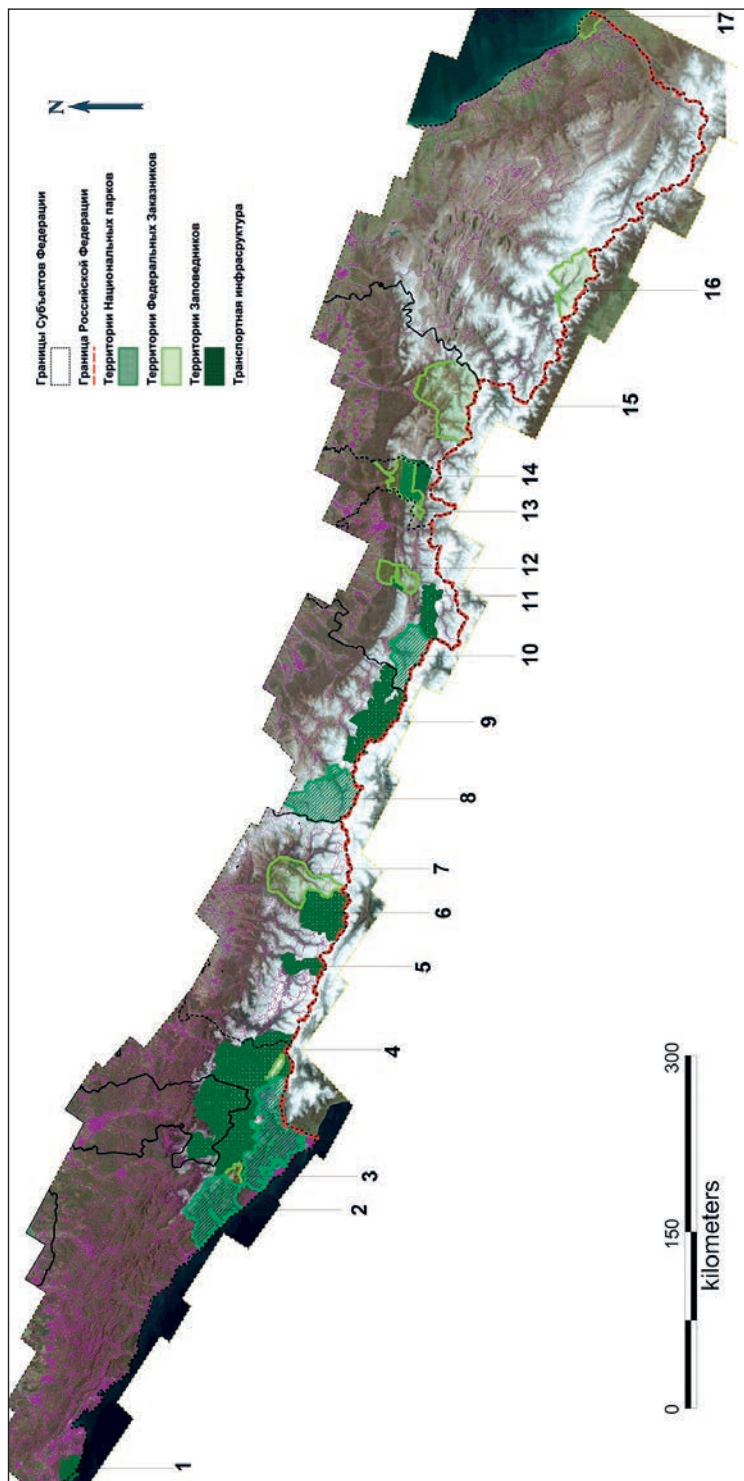 N
Границы Субъектов Федерации
Граница Российской Федерации
Территории Национальных парков
Территории Федеральных Заказников
Территории Заповедников
Транспортная инфрасруктура
1
2
3
4
5
6
7
8
9
10
11
12
13
14
15
16
17
0
150
300
kilometers